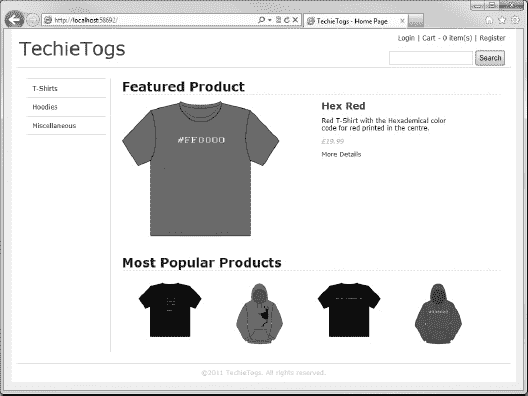 http://localhost:58692/
TechieTogs - Home Page
TechieTogs
Login | Cart - 0 item(s) | Register
Search
T-Shirts
Hoodies
Miscellaneous
Featured Product
#FF0000
Hex Red
Red T-Shirt with the Hexademical color
code for red printed in the centre.
£19.99
More Details
Most Popular Products
©2011 TechieTogs. All rights reserved.